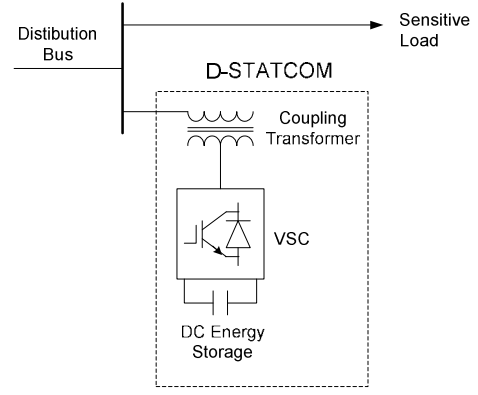 Distibution
Bus
Sensitive
Load
D-STATCOM
Coupling
Transformer
VSC
DC Energy
Storage